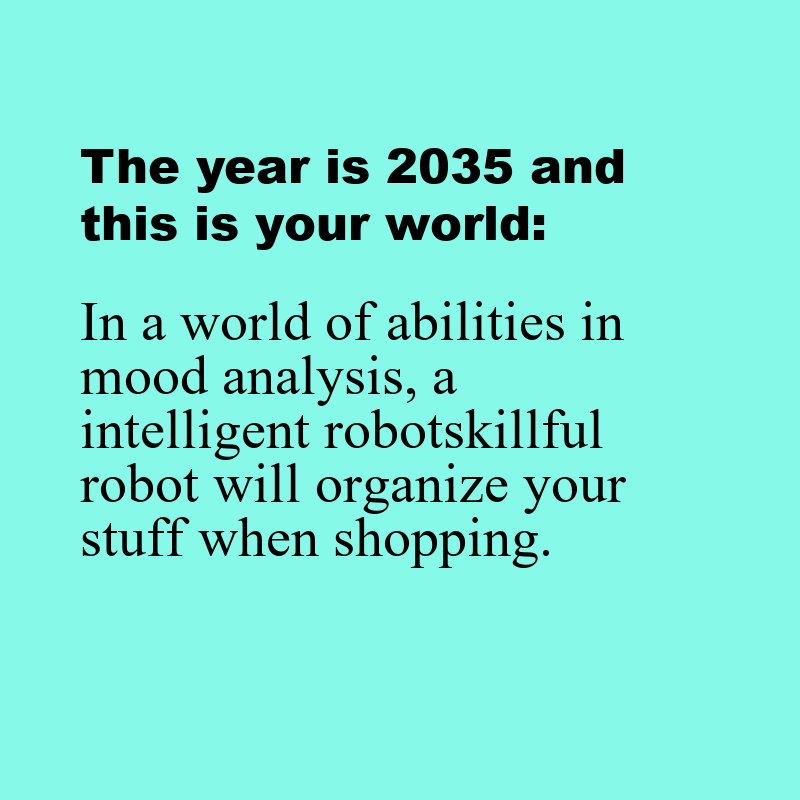 The year is 2035 and
this is your world:
In a world of abilities in
mood analysis, a
intelligent robotskillful
robot will organize your
stuff when shopping.